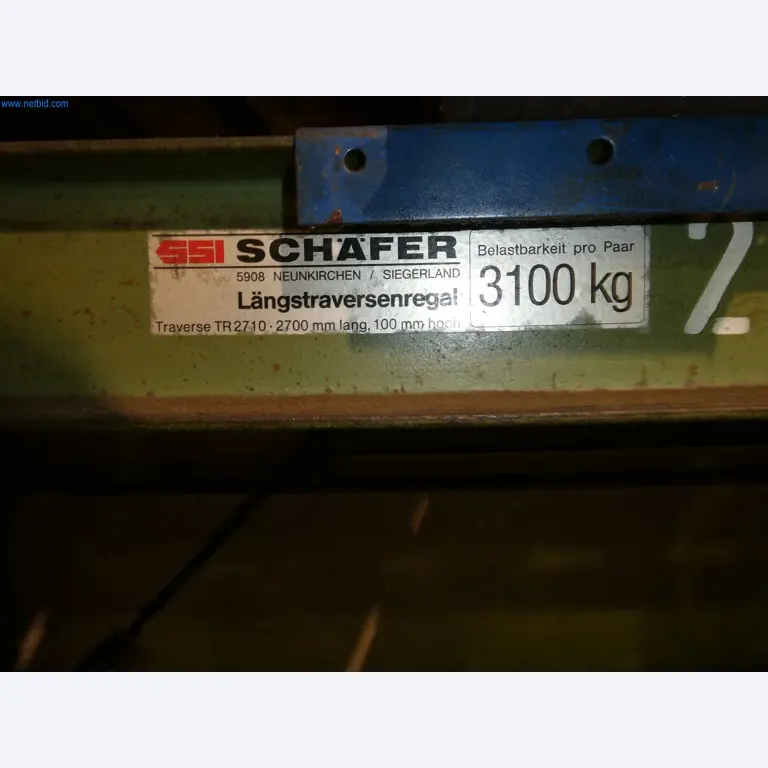 www.netbid.com
SSI SCHÄFER
5908 NEUNKIRCHEN / SIEGERLAND
Längstraversenregal
Traverse TR 2710 · 2700 mm lang, 100 mm hoch
Belastbarkeit pro Paar
3100 kg
2